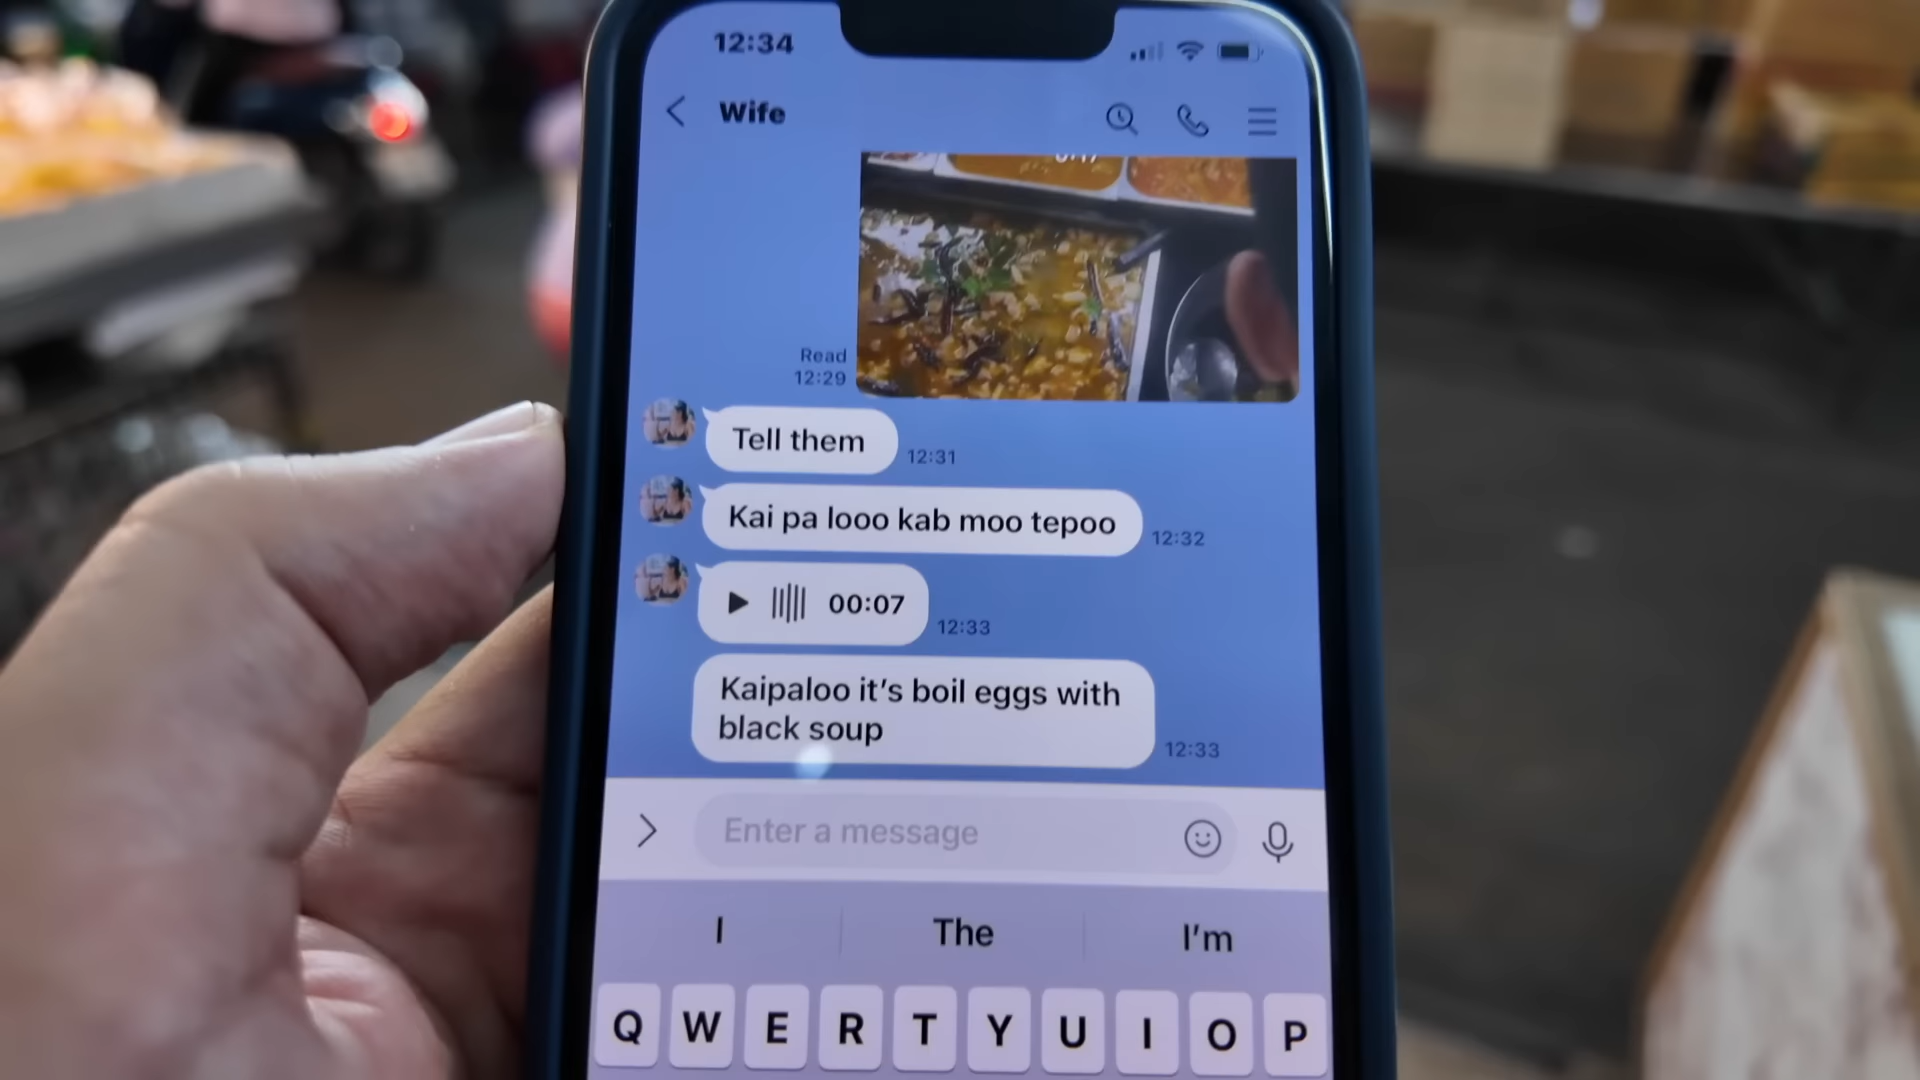 12:34
Wife
Read
12:29
Tell them
12:31
Kai pa looo kab moo tepoo
12:32
00:07
12:33
Kaipaloo it's boil eggs with
black soup
12:33
Enter a message
I
The
I'm
Q W E R T Y U I O P